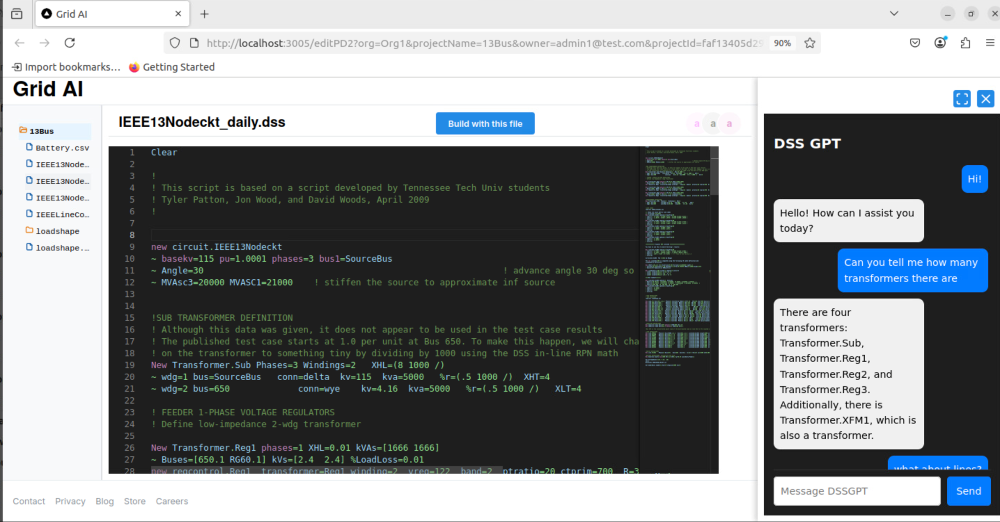 Grid AI
http://localhost:3005/editPD2?org=Org1&projectName=13Bus&owner=admin1@test.com&projectId=faf13405d29
90%
Import bookmarks...
Getting Started
Grid AI
13Bus
Battery.csv
IEEE13Node...
IEEE13Node...
IEEE13Node...
IEEELineCo...
loadshape
loadshape...
IEEE13Nodeckt_daily.dss
Build with this file
a a a
1 Clear
2
3 !
4 ! This script is based on a script developed by Tennessee Tech Univ students
5 ! Tyler Patton, Jon Wood, and David Woods, April 2009
6 !
7
8
9 new circuit.IEEE13Nodeckt
10 ~ basekv=115 pu=1.0001 phases=3 bus1=SourceBus
11 ~ Angle=30 ! advance angle 30 deg so
12 ~ MVAsc3=20000 MVASC1=21000 ! stiffen the source to approximate inf source
13
14
15 !SUB TRANSFORMER DEFINITION
16 ! Although this data was given, it does not appear to be used in the test case results
17 ! The published test case starts at 1.0 per unit at Bus 650. To make this happen, we will cha
18 ! on the transformer to something tiny by dividing by 1000 using the DSS in-line RPN math
19 New Transformer.Sub Phases=3 Windings=2 XHL=(8 1000 /)
20 ~ wdg=1 bus=SourceBus conn=delta kv=115 kva=5000 %r=(.5 1000 /) XHT=4
21 ~ wdg=2 bus=650 conn=wye kv=4.16 kva=5000 %r=(.5 1000 /) XLT=4
22
23 ! FEEDER 1-PHASE VOLTAGE REGULATORS
24 ! Define low-impedance 2-wdg transformer
25
26 New Transformer.Reg1 phases=1 XHL=0.01 kVAs=[1666 1666]
27 ~ Buses=[650.1 RG60.1] kVs=[2.4 2.4] %LoadLoss=0.01
28 new regcontrol.Reg1 transformer=Reg1 winding=2 vreg=122 band=2 ptratio=20 ctprim=700 R=3
DSS GPT
Hi!
Hello! How can I assist you
today?
Can you tell me how many
transformers there are
There are four
transformers:
Transformer.Sub,
Transformer.Reg1,
Transformer.Reg2, and
Transformer.Reg3.
Additionally, there is
Transformer.XFM1, which is
also a transformer.
what about lines?
Message DSSGPT
Send
Contact
Privacy
Blog
Store
Careers